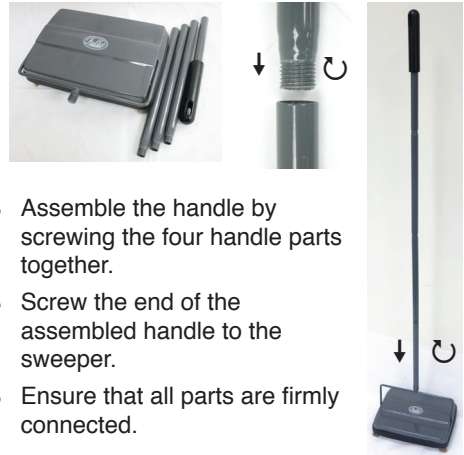 Assemble the handle by
screwing the four handle parts
together.
Screw the end of the
assembled handle to the
sweeper.
Ensure that all parts are firmly
connected.